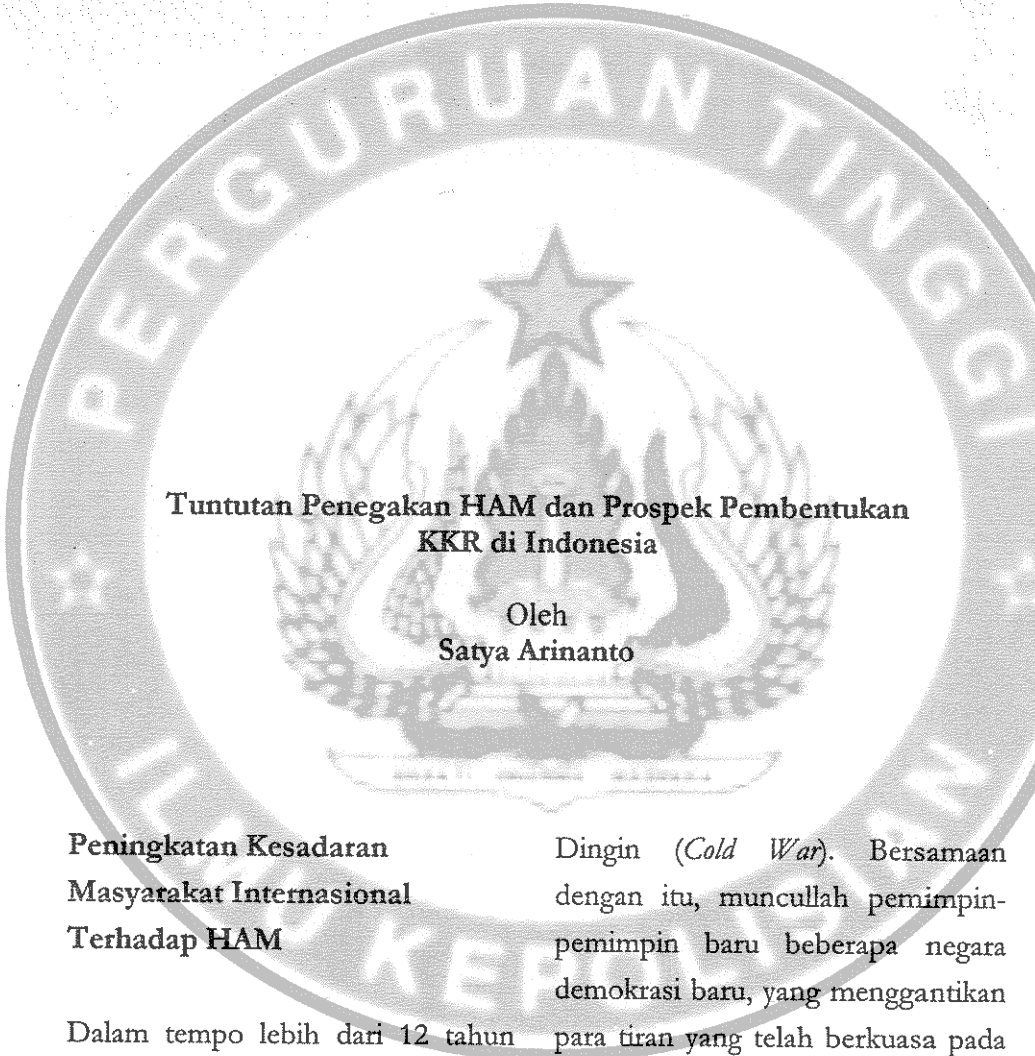 PERGURUAN TINGGI
ILMU KEPOLISIAN
Tuntutan Penegakan HAM dan Prospek Pembentukan
KKR di Indonesia
Oleh
Satya Arinanto
Peningkatan Kesadaran
Masyarakat Internasional
Terhadap HAM
Dalam tempo lebih dari 12 tahun
Dingin (Cold War). Bersamaan
dengan itu, muncullah pemimpin-
pemimpin baru beberapa negara
demokrasi baru, yang menggantikan
para tiran yang telah berkuasa pada